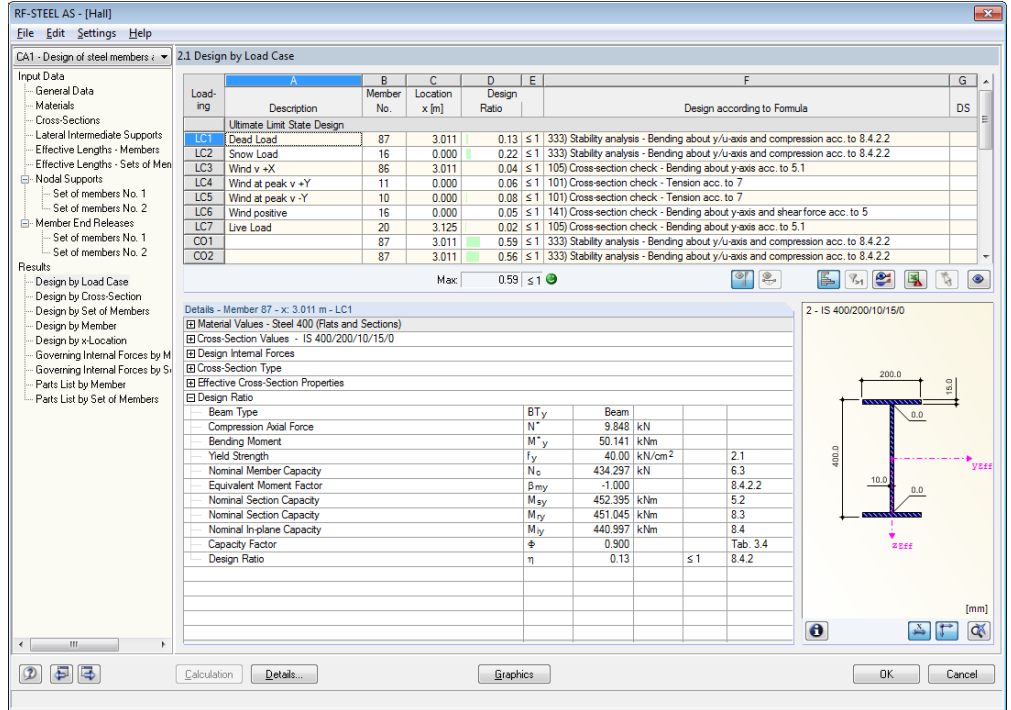 RF-STEEL AS - [Hall]
File Edit Settings Help
CA1 - Design of steel members
Input Data
General Data
Materials
Cross-Sections
Lateral Intermediate Supports
Effective Lengths - Members
Effective Lengths - Sets of Men
Nodal Supports
Set of members No. 1
Set of members No. 2
Member End Releases
Set of members No. 1
Set of members No. 2
Results
Design by Load Case
Design by Cross-Section
Design by Set of Members
Design by Member
Design by x-Location
Governing Internal Forces by M
Governing Internal Forces by S
Parts List by Member
Parts List by Set of Members
2.1 Design by Load Case
A B C D E F G
Load- Member Location Design
ing Description No. x [m] Ratio Design according to Formula DS
Ultimate Limit State Design
LC1 Dead Load 87 3.011 0.13 ≤ 1 333) Stability analysis - Bending about y/u-axis and compression acc. to 8.4.2.2
LC2 Snow Load 16 0.000 0.22 ≤ 1 333) Stability analysis - Bending about y/u-axis and compression acc. to 8.4.2.2
LC3 Wind v +X 86 3.011 0.04 ≤ 1 105) Cross-section check - Bending about y-axis acc. to 5.1
LC4 Wind at peak v +Y 11 0.000 0.06 ≤ 1 101) Cross-section check - Tension acc. to 7
LC5 Wind at peak v -Y 10 0.000 0.08 ≤ 1 101) Cross-section check - Tension acc. to 7
LC6 Wind positive 16 0.000 0.05 ≤ 1 141) Cross-section check - Bending about y-axis and shear force acc. to 5
LC7 Live Load 20 3.125 0.02 ≤ 1 105) Cross-section check - Bending about y-axis acc. to 5.1
CO1 87 3.011 0.59 ≤ 1 333) Stability analysis - Bending about y/u-axis and compression acc. to 8.4.2.2
CO2 87 3.011 0.56 ≤ 1 333) Stability analysis - Bending about y/u-axis and compression acc. to 8.4.2.2
Max: 0.59 ≤ 1
Details - Member 87 - x: 3.011 m - LC1
Material Values - Steel 400 (Flats and Sections)
Cross-Section Values - IS 400/200/10/15/0
Design Internal Forces
Cross-Section Type
Effective Cross-Section Properties
Design Ratio
Beam Type BTy Beam
Compression Axial Force N* 9.848 kN
Bending Moment M*y 50.141 kNm
Yield Strength fy 40.00 kN/cm2 2.1
Nominal Member Capacity Nc 434.297 kN 6.3
Equivalent Moment Factor βmy -1.000 8.4.2.2
Nominal Section Capacity Msy 452.395 kNm 5.2
Nominal Section Capacity Mry 451.045 kNm 8.3
Nominal In-plane Capacity Miy 440.997 kNm 8.4
Capacity Factor Φ 0.900 Tab. 3.4
Design Ratio η 0.13 ≤ 1 8.4.2
2 - IS 400/200/10/15/0
200.0
15.0
0.0
400.0
yEff
10.0
0.0
zEff
[mm]
Calculation Details... Graphics OK Cancel